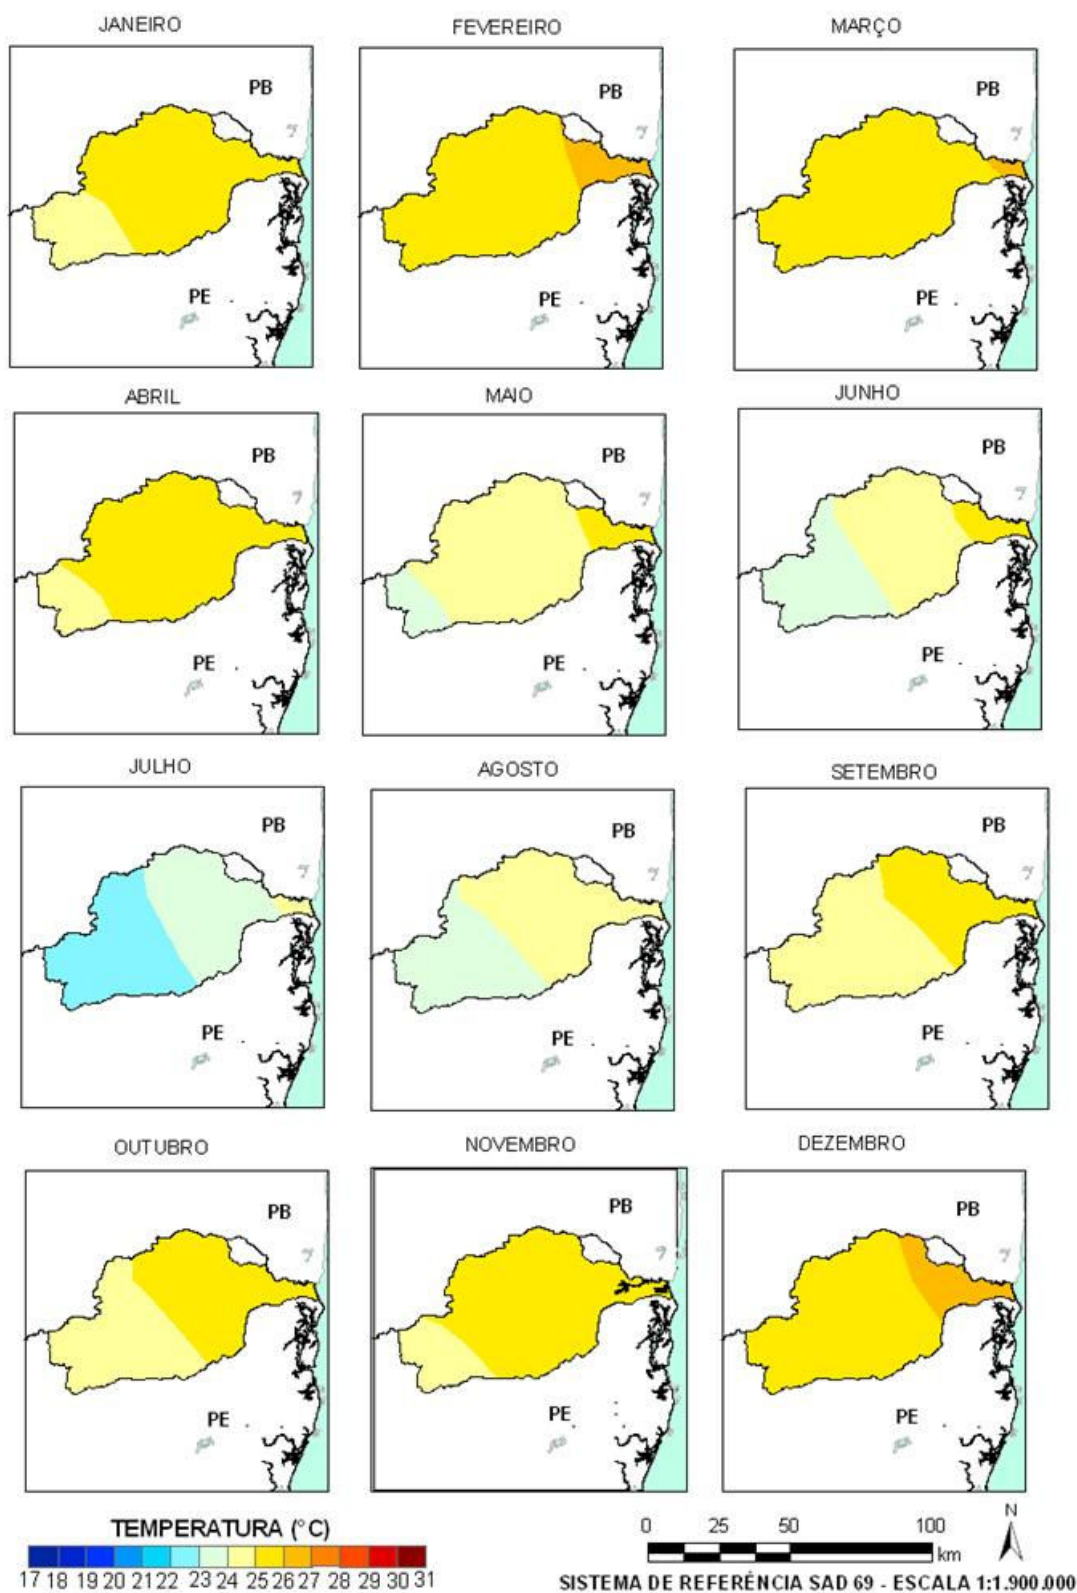 JANEIRO FEVEREIRO MARÇO
PB PB PB
PE PE PE
ABRIL MAIO JUNHO
PB PB PB
PE PE PE
JULHO AGOSTO SETEMBRO
PB PB PB
PE PE PE
OUTUBRO NOVEMBRO DEZEMBRO
PB PB PB
PE PE PE
TEMPERATURA (°C)
17 18 19 20 21 22 23 24 25 26 27 28 29 30 31
0 25 50 100
km
N
SISTEMA DE REFERÊNCIA SAD 69 - ESCALA 1:1.900.000